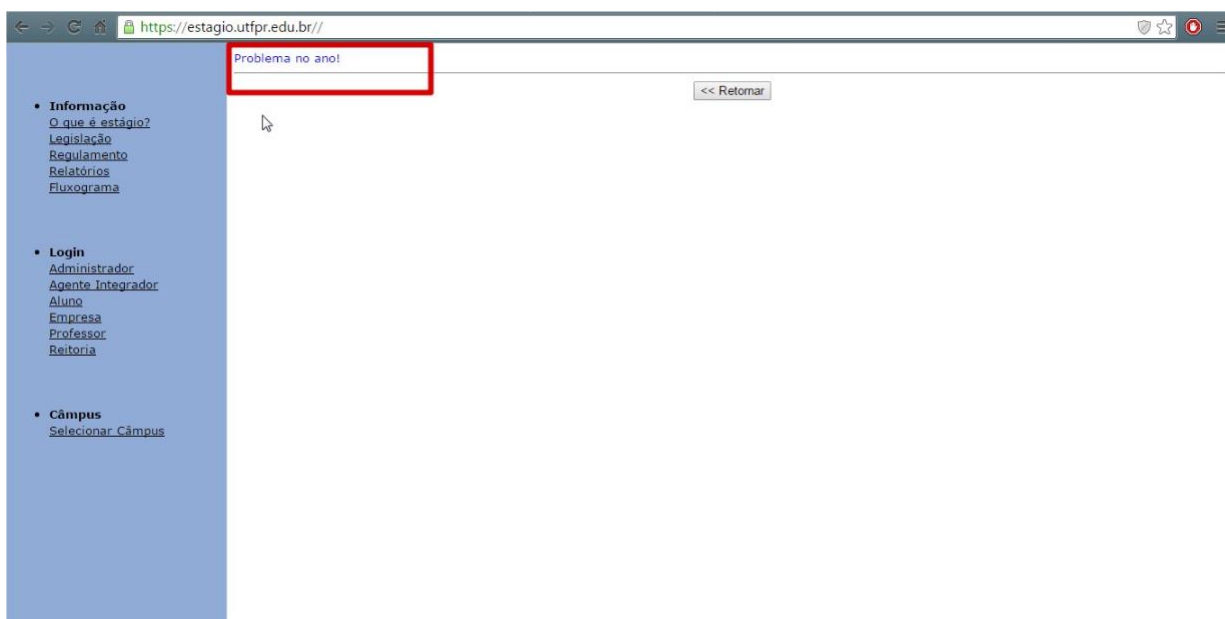 https://estagio.utfpr.edu.br//
Problema no ano!
<< Retornar
Informação
O que é estágio?
Legislação
Regulamento
Relatórios
Fluxograma
Login
Administrador
Agente Integrador
Aluno
Empresa
Professor
Reitoria
Câmpus
Selecionar Câmpus